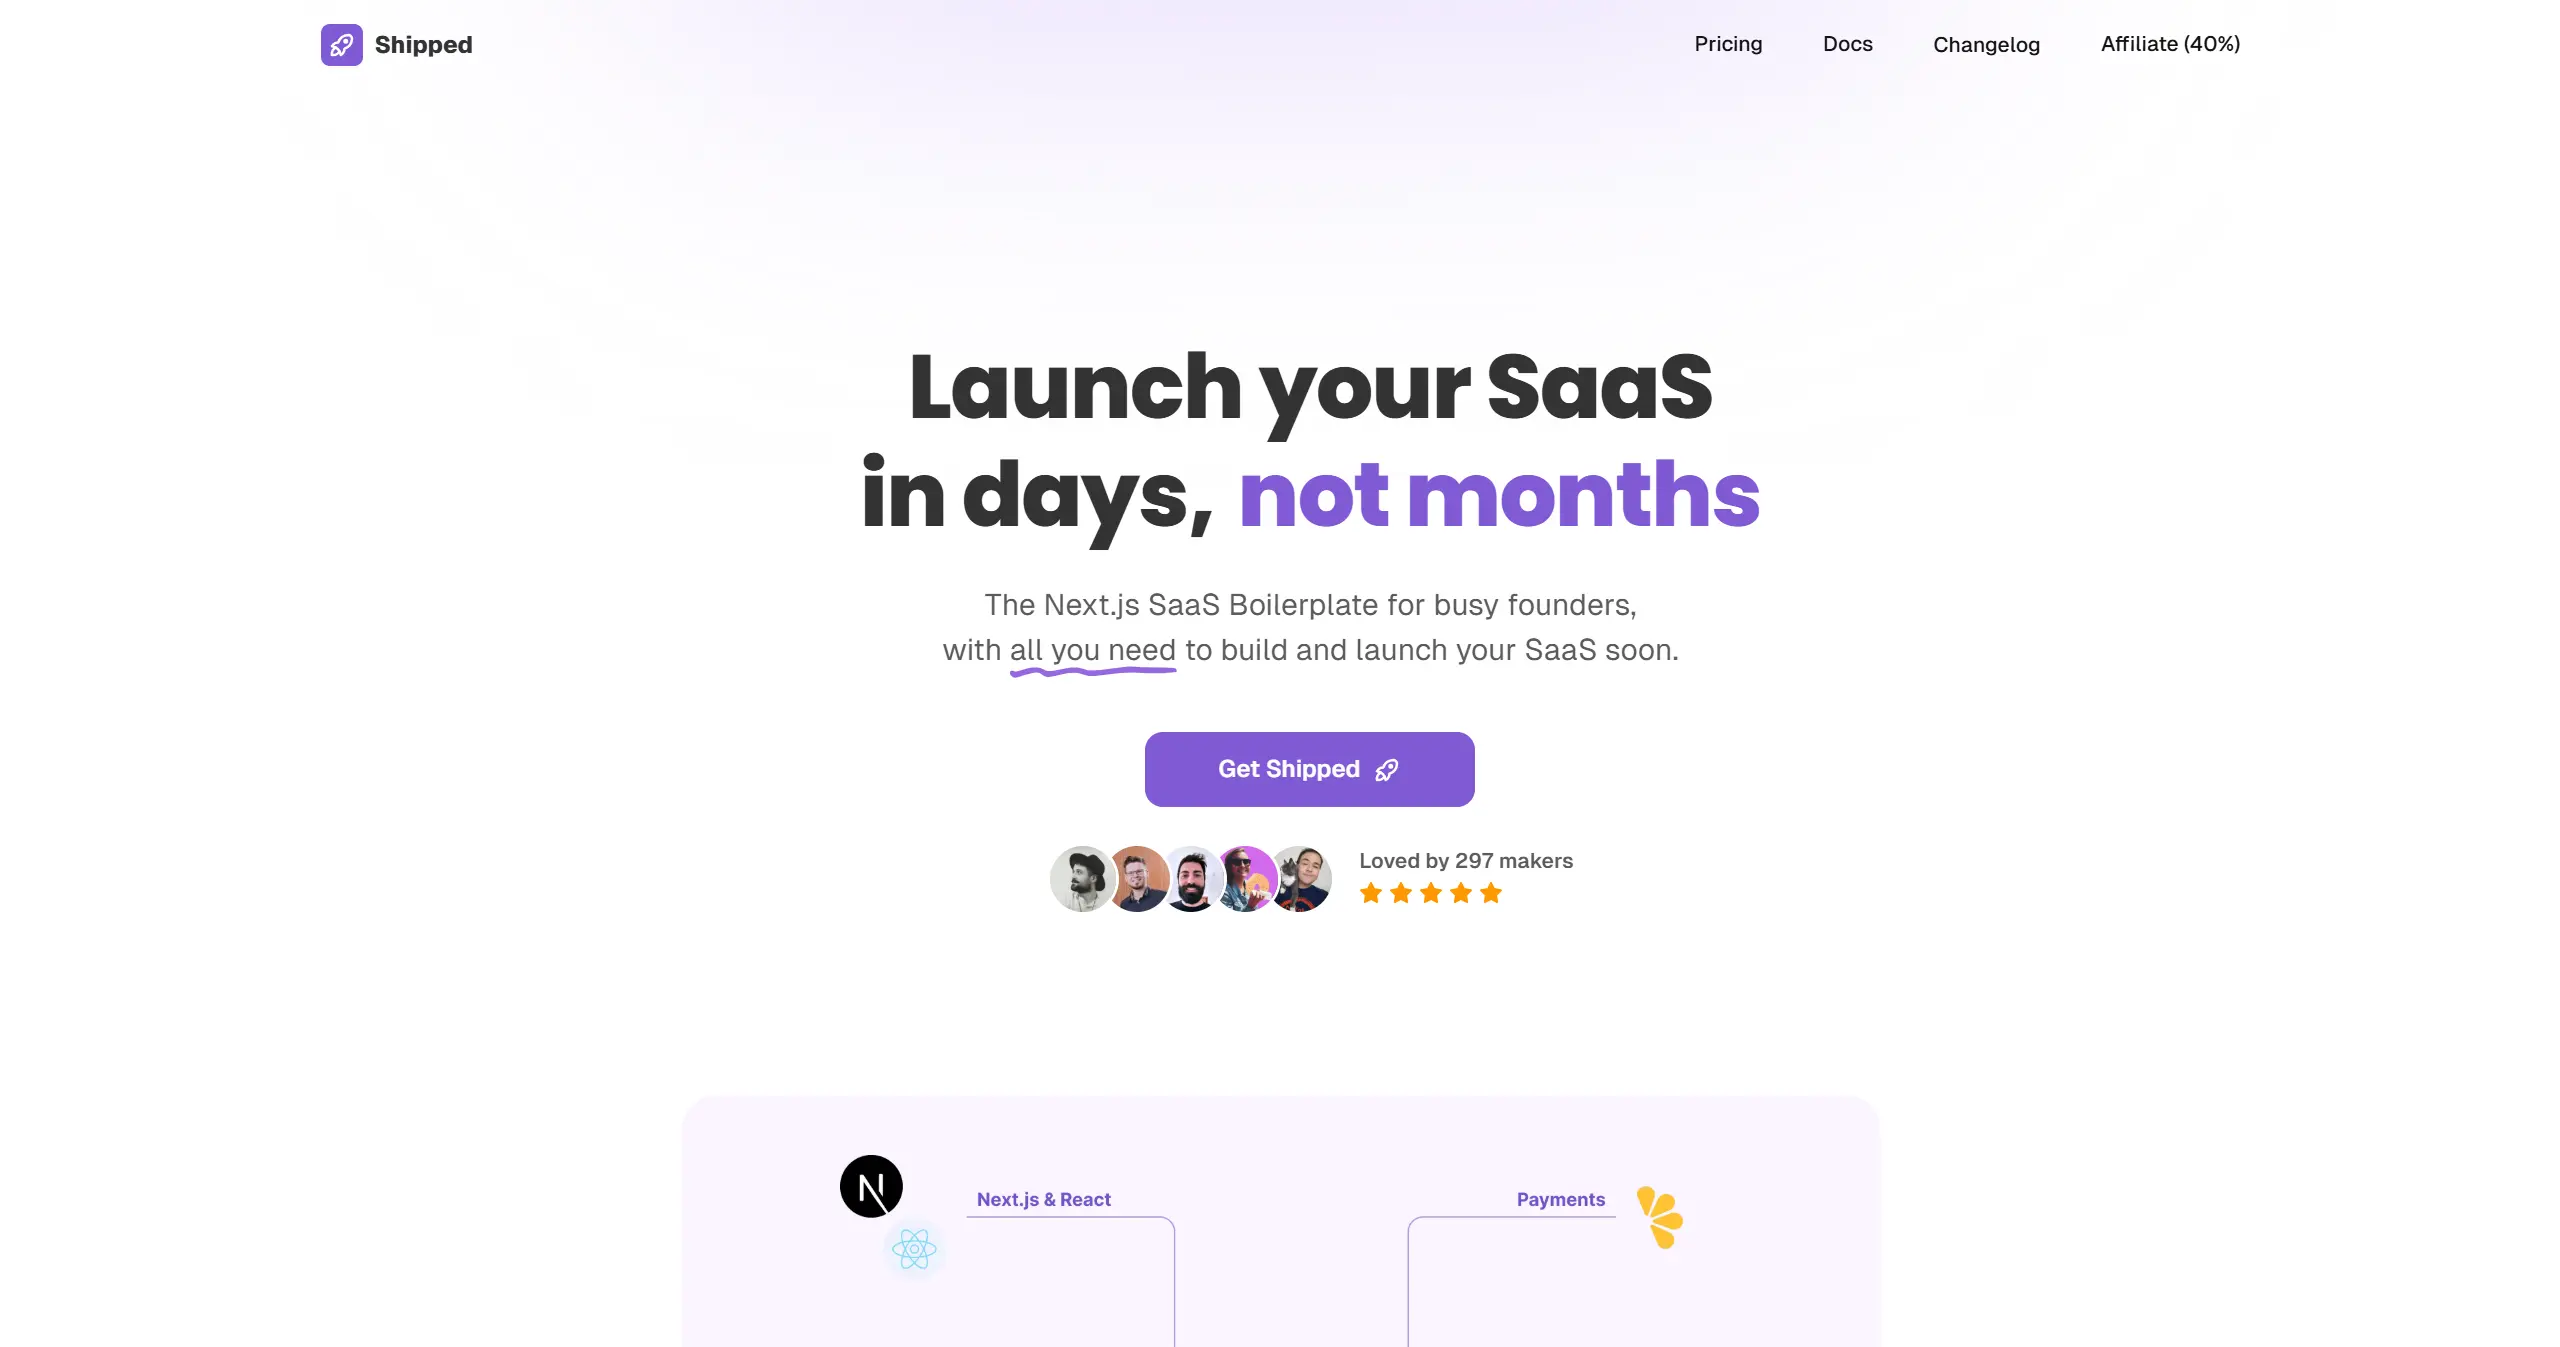 Shipped
Pricing
Docs
Changelog
Affiliate (40%)
Launch your SaaS
in days, not months
The Next.js SaaS Boilerplate for busy founders,
with all you need to build and launch your SaaS soon.
Get Shipped
Loved by 297 makers
N
Next.js & React
Payments